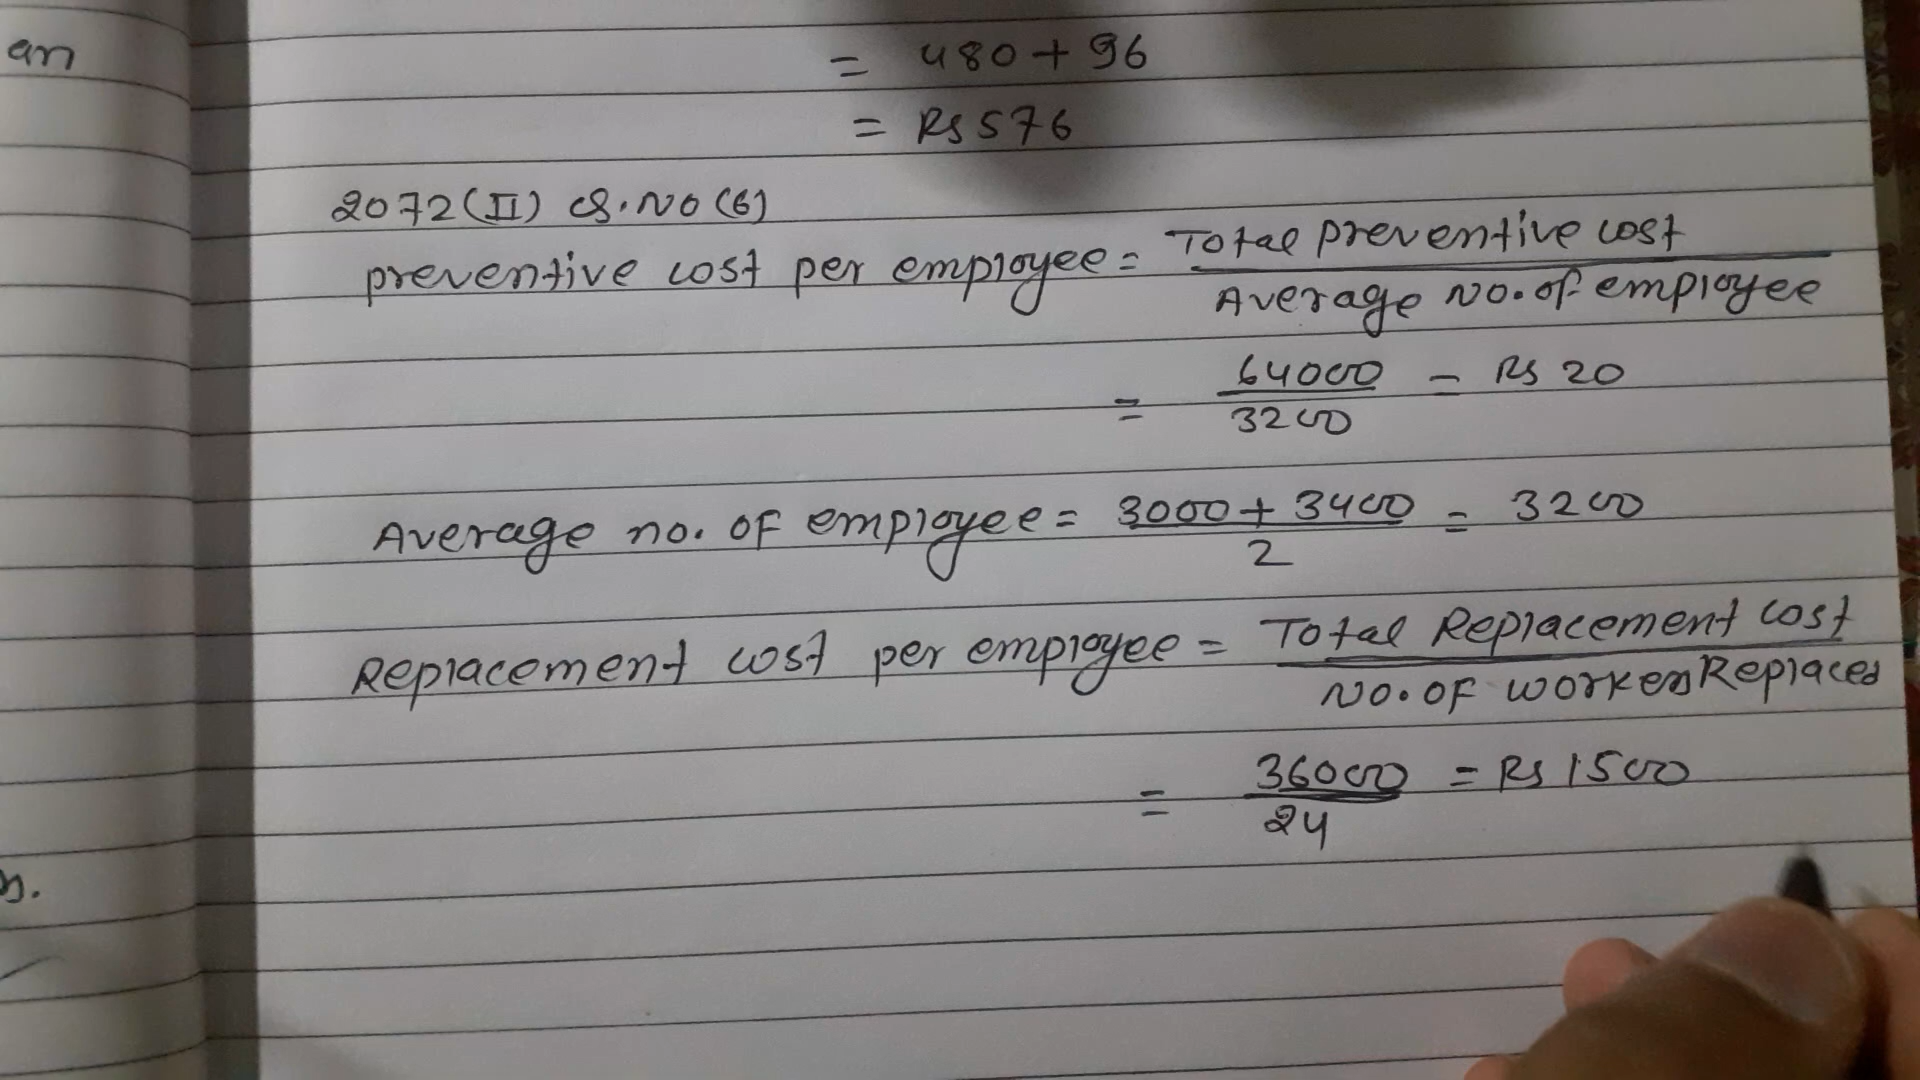 an
= 480 + 96
= Rs 576
2072 (II) Q.NO (6)
preventive cost per employee = Total preventive cost
Average No. of employee
= 64000 = Rs 20
3200
Average no. of employee = 3000 + 3400 = 3200
2
Replacement cost per employee = Total Replacement cost
No. of workers Replaced
= 36000 = Rs 1500
24